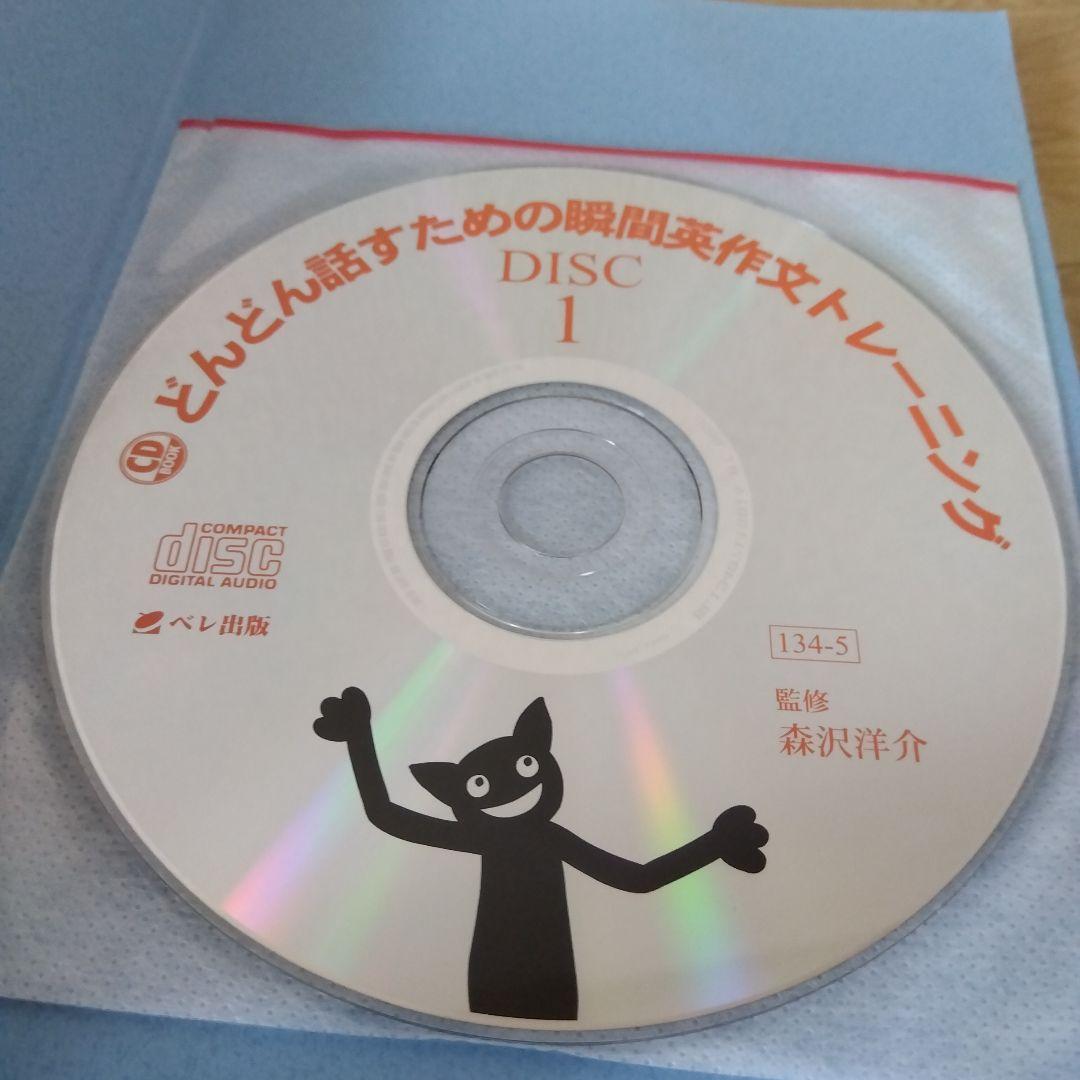 どんどん話すための瞬間英作文トレーニング
DISC
1
CD
BOOK
COMPACT
disc
DIGITAL AUDIO
ベレ出版
134-5
監修
森沢洋介